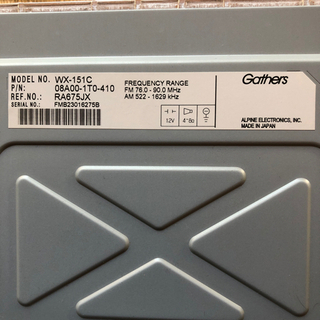 MODEL NO. WX-151C
P/N: 08A00-1T0-410
REF.NO.: RA675JX
SERIAL NO.: FMB23016275B
FREQUENCY RANGE
FM 76.0 - 90.0 MHz
AM 522 - 1629 kHz
12V 4~8Ω
Gathers
ALPINE ELECTRONICS, INC.
MADE IN JAPAN